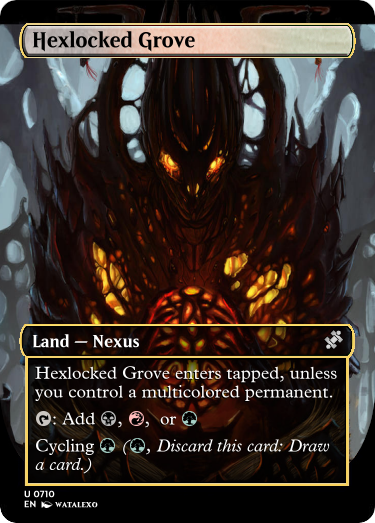 Hexlocked Grove
Land — Nexus
Hexlocked Grove enters tapped, unless
you control a multicolored permanent.
: Add , , or
Cycling (, Discard this card: Draw
a card.)
U 0710
EN WATALEXO